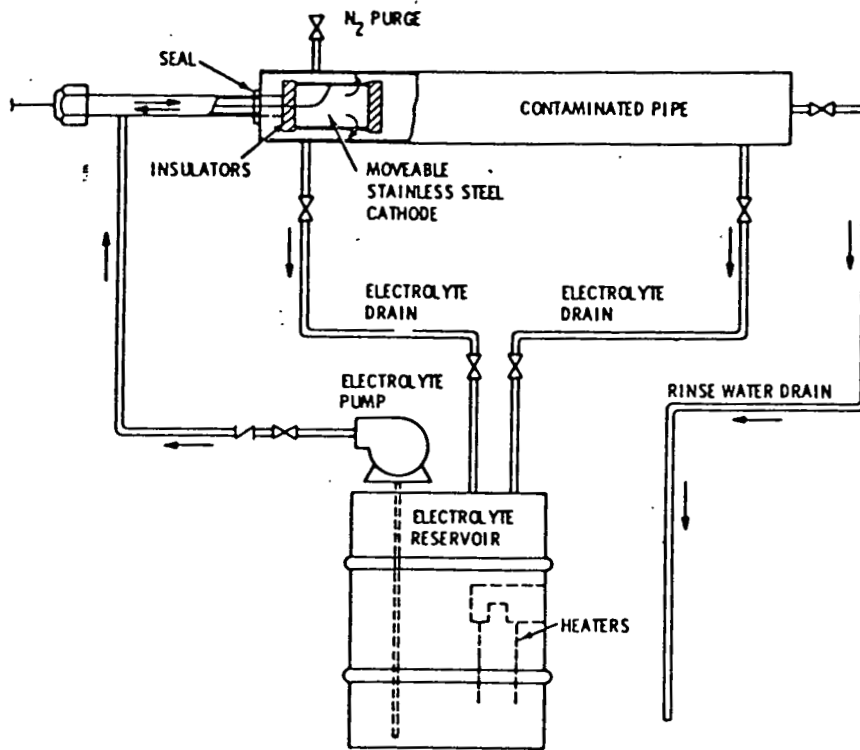 N2 PURGE
SEAL
CONTAMINATED PIPE
INSULATORS
MOVEABLE
STAINLESS STEEL
CATHODE
ELECTROLYTE
DRAIN
ELECTROLYTE
DRAIN
ELECTROLYTE
PUMP
RINSE WATER DRAIN
ELECTROLYTE
RESERVOIR
HEATERS